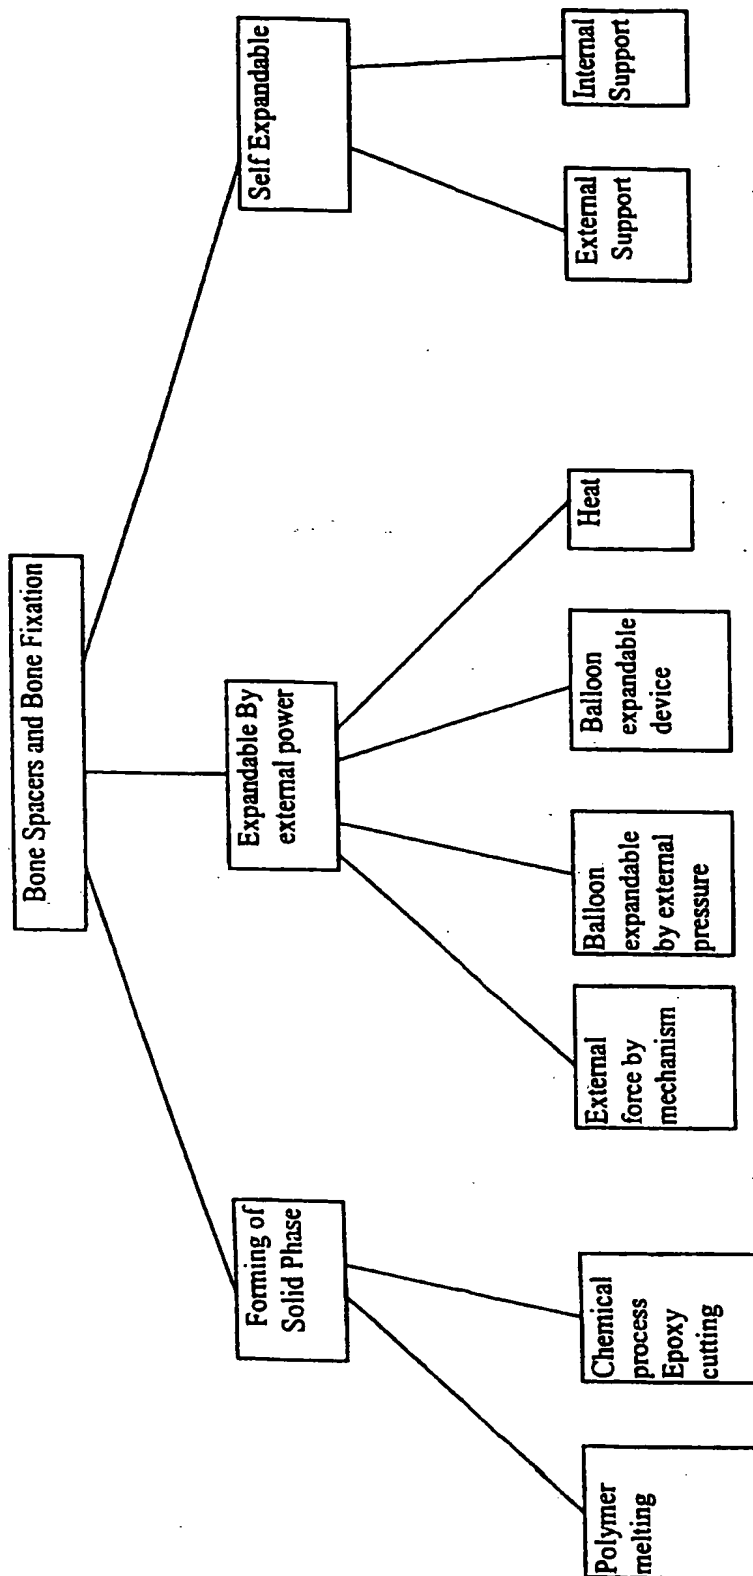 Bone Spacers and Bone Fixation
Forming of
Solid Phase
Expandable By
external power
Self Expandable
Polymer
melting
Chemical
process
Epoxy
cutting
External
force by
mechanism
Balloon
expandable
by external
pressure
Balloon
expandable
device
Heat
External
Support
Internal
Support